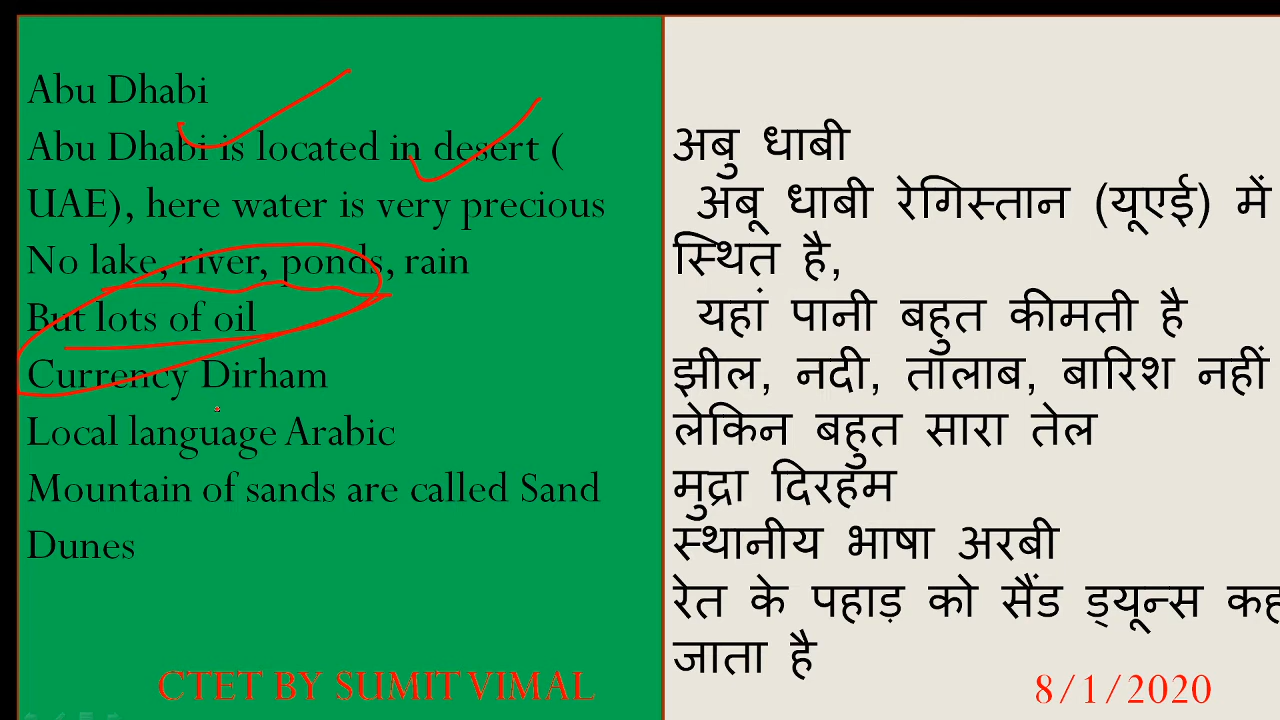 Abu Dhabi
Abu Dhabi is located in desert (
UAE), here water is very precious
No lake, river, ponds, rain
But lots of oil
Currency Dirham
Local language Arabic
Mountain of sands are called Sand
Dunes
CTET BY SUMIT VIMAL
अबु धाबी
अबू धाबी रेगिस्तान (यूएई) में
स्थित है,
यहां पानी बहुत कीमती है
झील, नदी, तालाब, बारिश नहीं
लेकिन बहुत सारा तेल
मुद्रा दिरहम
स्थानीय भाषा अरबी
रेत के पहाड़ को सैंड ड्यून्स कह
जाता है
8/1/2020